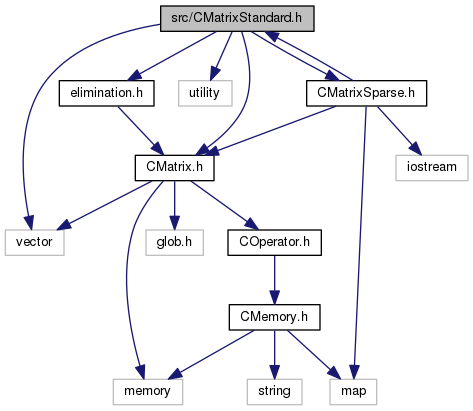 src/CMatrixStandard.h
elimination.h
utility
CMatrixSparse.h
CMatrix.h
iostream
vector
glob.h
COperator.h
CMemory.h
memory
string
map